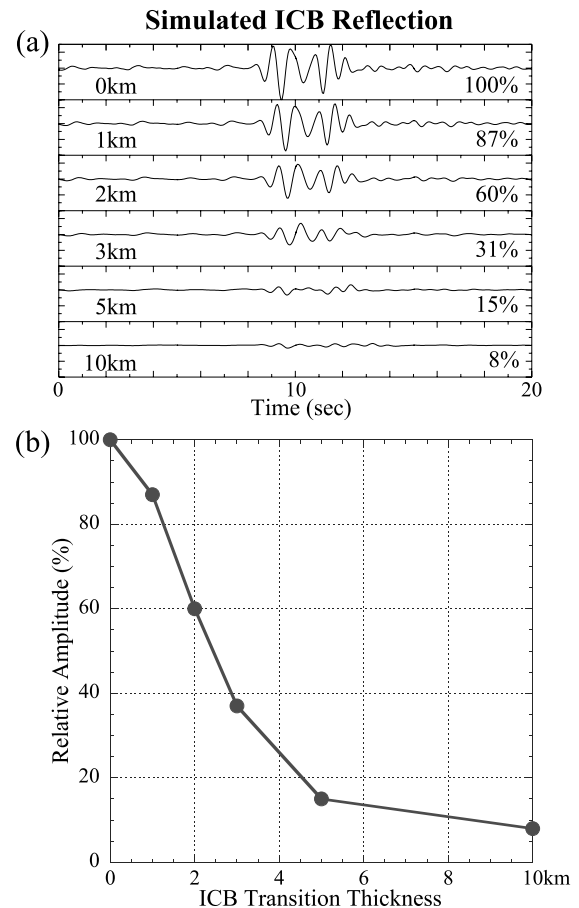 Simulated ICB Reflection
(a)
0km 100%
1km 87%
2km 60%
3km 31%
5km 15%
10km 8%
0 10 20
Time (sec)
(b)
100
80
60
40
20
0
Relative Amplitude (%)
0 2 4 6 8 10km
ICB Transition Thickness